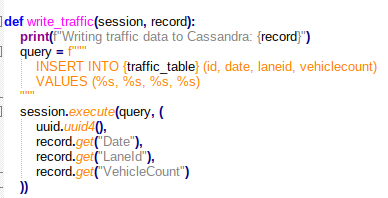 def write_traffic(session, record):
    print(f"Writing traffic data to Cassandra: {record}")
    query = f"""
        INSERT INTO {traffic_table} (id, date, laneid, vehiclecount)
        VALUES (%s, %s, %s, %s)
    """
    session.execute(query, (
        uuid.uuid4(),
        record.get("Date"),
        record.get("LaneId"),
        record.get("VehicleCount")
    ))